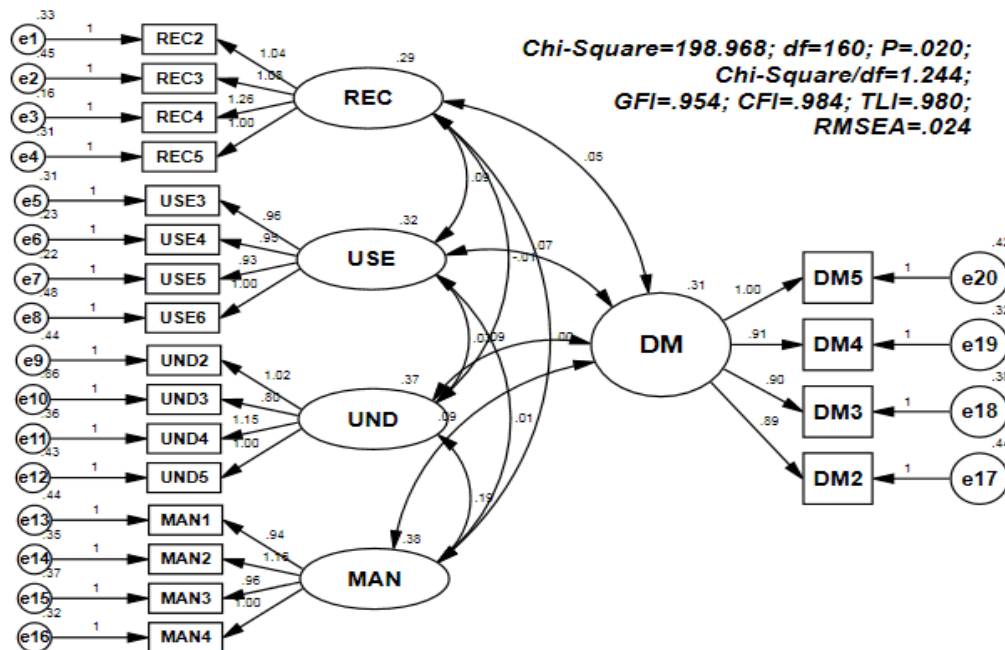 Chi-Square=198.968; df=160; P=.020;
Chi-Square/df=1.244;
GFI=.954; CFI=.984; TLI=.980;
RMSEA=.024
.33
e1 1 REC2 1.04
.45
e2 1 REC3 1.08
.16
e3 1 REC4 1.26
.31
e4 1 REC5 1.00
.29
REC
.31
e5 1 USE3 .96
.23
e6 1 USE4 .95
.22
e7 1 USE5 .93
.48
e8 1 USE6 1.00
.32
USE
.44
e9 1 UND2 1.02
.86
e10 1 UND3 .80
.36
e11 1 UND4 1.15
.43
e12 1 UND5 1.00
.37
UND
.44
e13 1 MAN1 .94
.35
e14 1 MAN2
.37
e15 1 MAN3 .96
.32
e16 1 MAN4 1.00
.38
MAN
.05
.09
.07
-.01
.09
.00
.09
.01
.19
.31
DM
1.00 DM5 1 e20
.91 DM4 1 e19
.90 DM3 1 e18
.89 DM2 1 e17